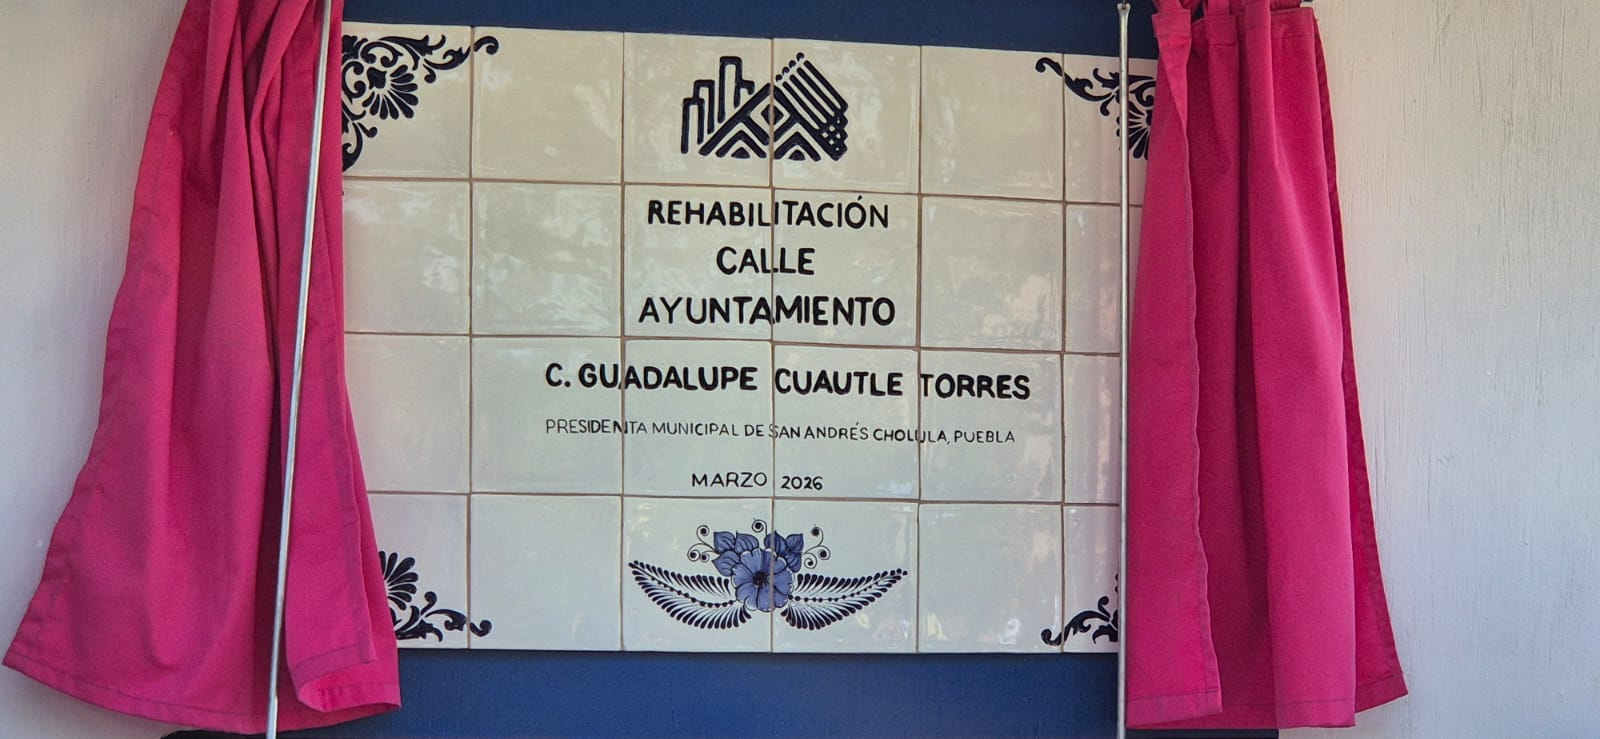 REHABILITACIÓN
CALLE
AYUNTAMIENTO
C. GUADALUPE CUAUTLE TORRES
PRESIDENTA MUNICIPAL DE SAN ANDRÉS CHOLULA, PUEBLA
MARZO 2026